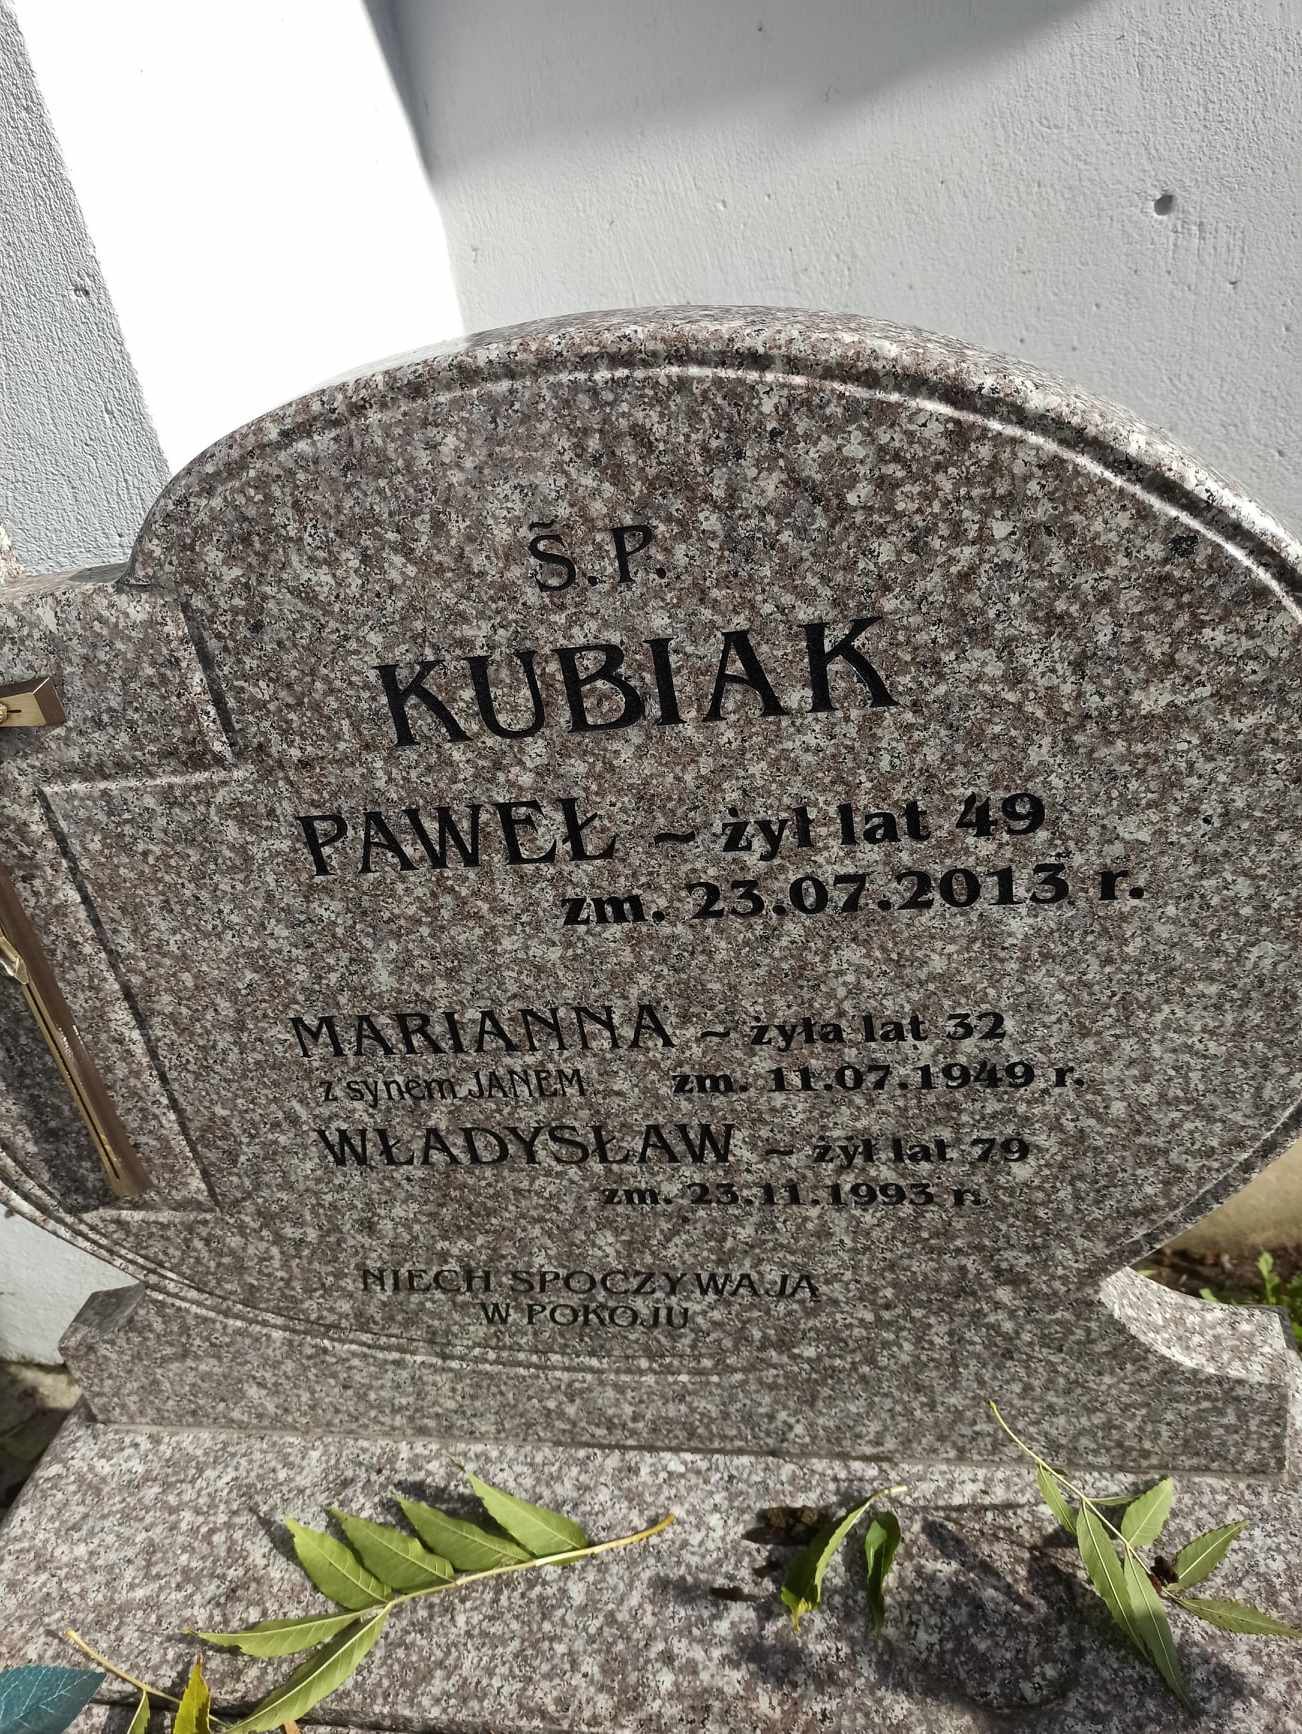 Ś.P.
KUBIAK
PAWEŁ ~ żył lat 49
zm. 23.07.2013 r.
MARIANNA ~ żyła lat 32
z synem JANEM zm. 11.07.1949 r.
WŁADYSŁAW ~ żył lat 79
zm. 23.11.1993 r.
NIECH SPOCZYWAJĄ
W POKOJU